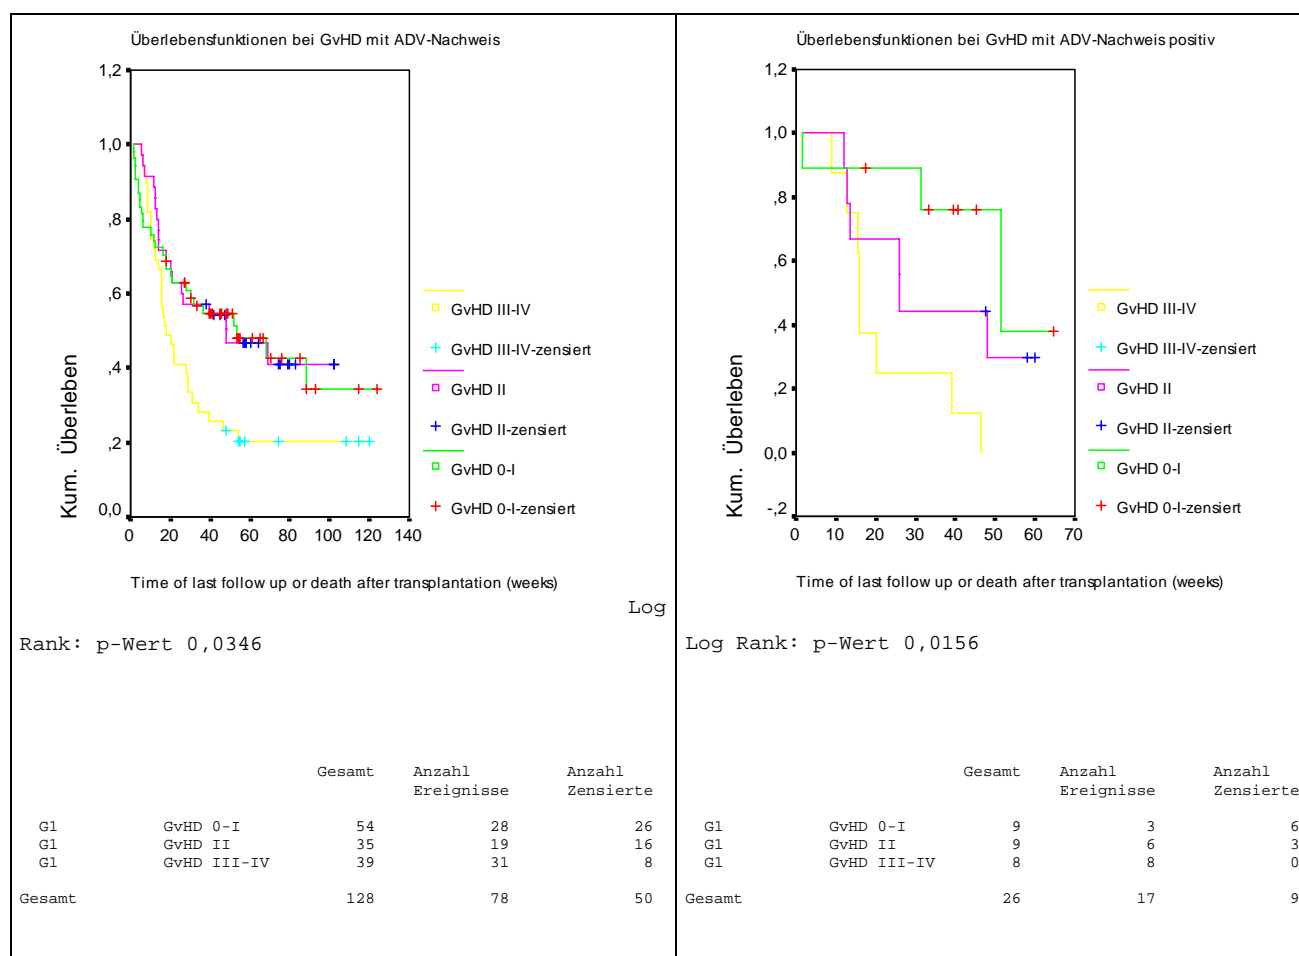 Überlebensfunktionen bei GvHD mit ADV-Nachweis
1,2
1,0
,8
,6
,4
,2
0,0
Kum. Überleben
0 20 40 60 80 100 120 140
GvHD III-IV
GvHD III-IV-zensiert
GvHD II
GvHD II-zensiert
GvHD 0-I
GvHD 0-I-zensiert
Time of last follow up or death after transplantation (weeks)
Log
Rank: p-Wert 0,0346
Gesamt Anzahl Anzahl
Ereignisse Zensierte
G1 GvHD 0-I 54 28 26
G1 GvHD II 35 19 16
G1 GvHD III-IV 39 31 8
Gesamt 128 78 50
Überlebensfunktionen bei GvHD mit ADV-Nachweis positiv
1,2
1,0
,8
,6
,4
,2
0,0
-,2
Kum. Überleben
0 10 20 30 40 50 60 70
GvHD III-IV
GvHD III-IV-zensiert
GvHD II
GvHD II-zensiert
GvHD 0-I
GvHD 0-I-zensiert
Time of last follow up or death after transplantation (weeks)
Log Rank: p-Wert 0,0156
Gesamt Anzahl Anzahl
Ereignisse Zensierte
G1 GvHD 0-I 9 3 6
G1 GvHD II 9 6 3
G1 GvHD III-IV 8 8 0
Gesamt 26 17 9